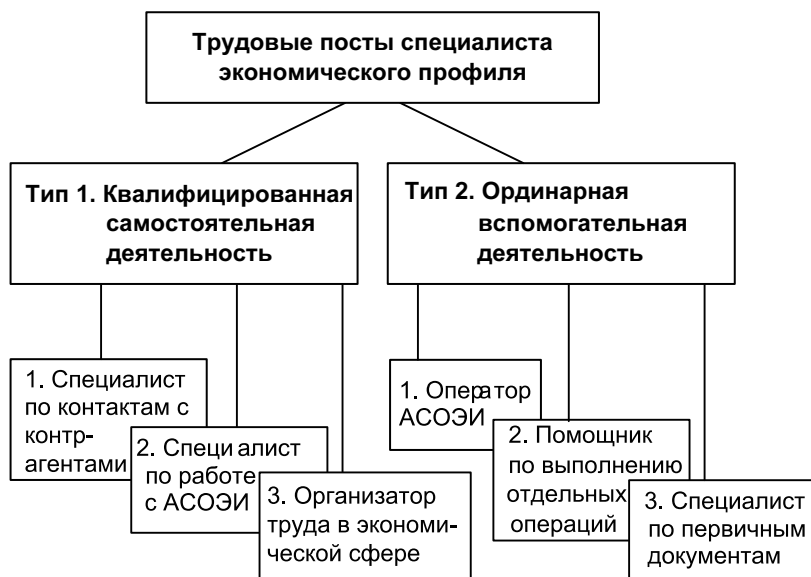 Трудовые посты специалиста
экономического профиля
Тип 1. Квалифицированная
самостоятельная
деятельность
Тип 2. Ординарная
вспомогательная
деятельность
1. Специалист
по контактам с
контр-
агентами
2. Специалист
по работе
с АСОЭИ
3. Организатор
труда в экономи-
ческой сфере
1. Оператор
АСОЭИ
2. Помощник
по выполнению
отдельных
операций
3. Специалист
по первичным
документам